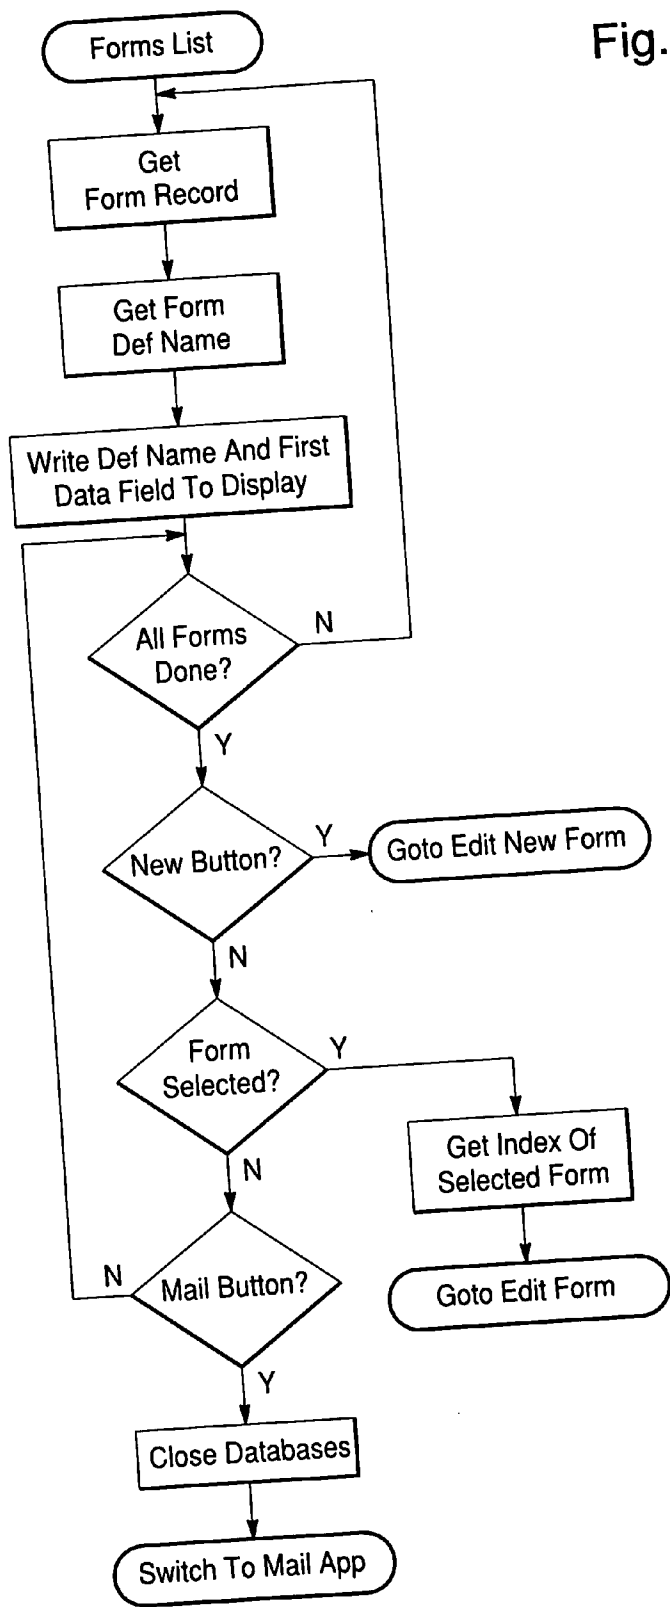 Forms List
Fig.
Get
Form Record
Get Form
Def Name
Write Def Name And First
Data Field To Display
All Forms
Done?
N
Y
New Button?
Y
Goto Edit New Form
N
Form
Selected?
Y
Get Index Of
Selected Form
N
Goto Edit Form
Mail Button?
N
Y
Close Databases
Switch To Mail App